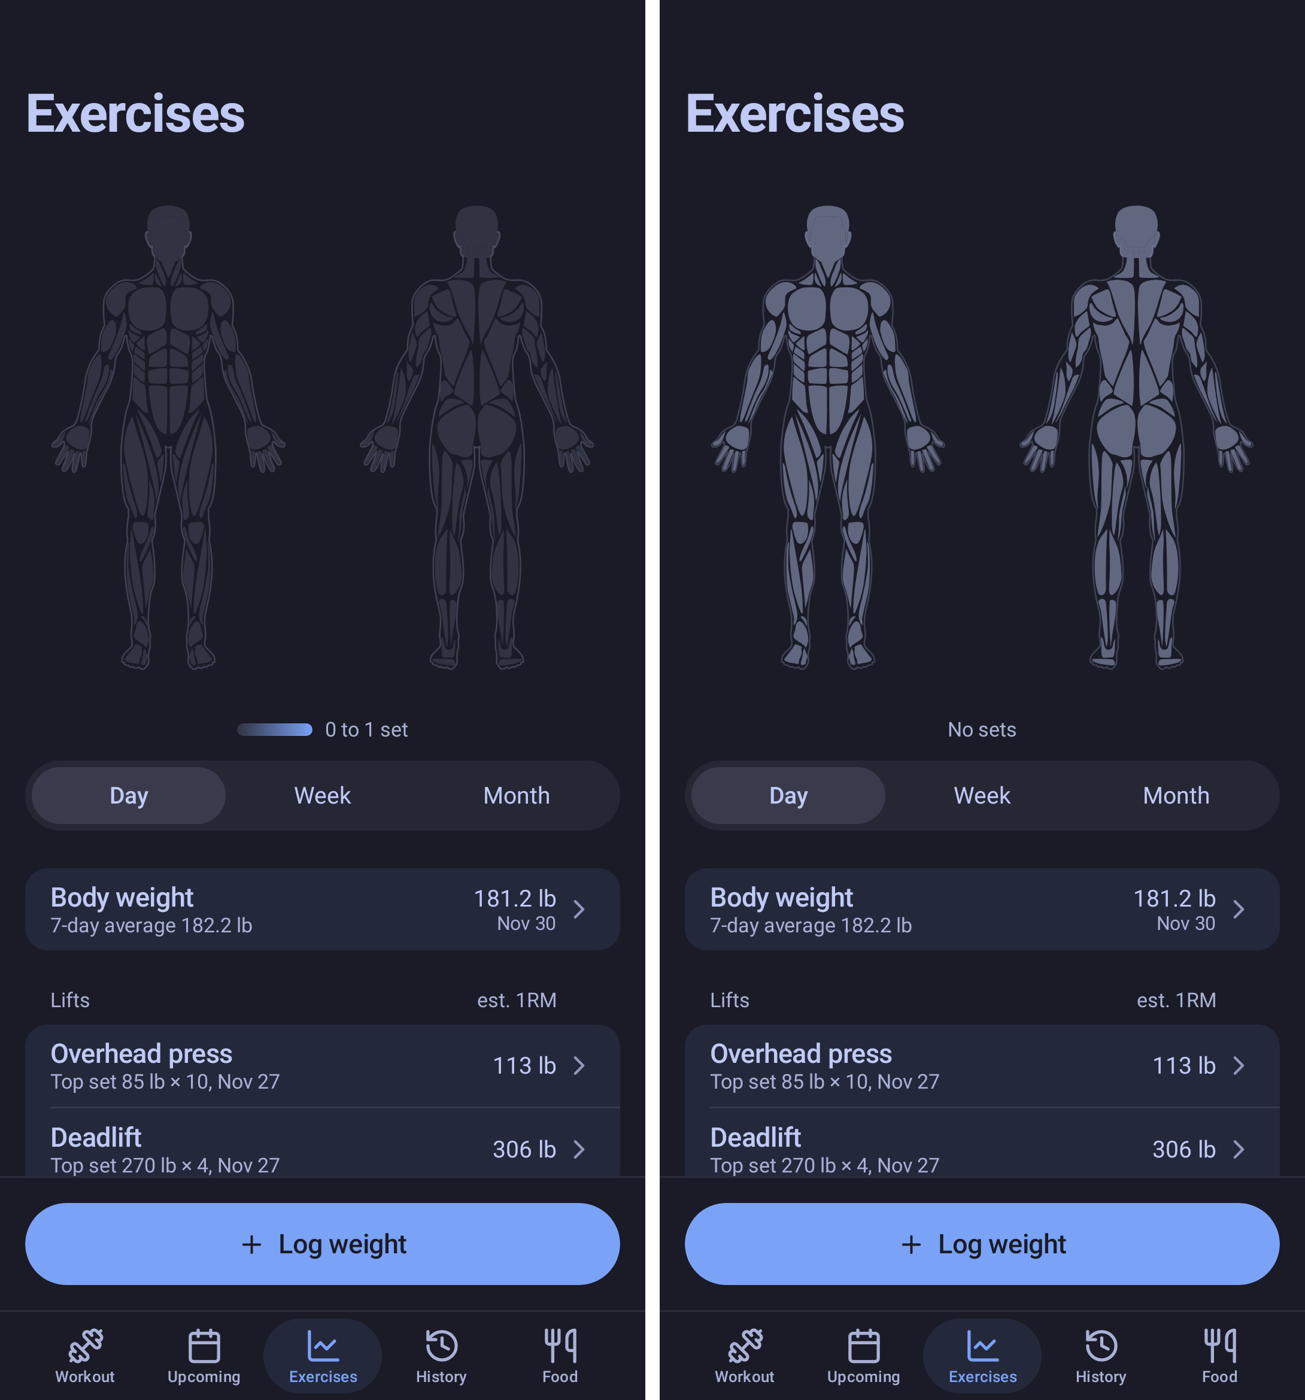 Exercises
0 to 1 set
Day Week Month
Body weight 181.2 lb
7-day average 182.2 lb Nov 30
Lifts est. 1RM
Overhead press 113 lb
Top set 85 lb × 10, Nov 27
Deadlift 306 lb
Top set 270 lb × 4, Nov 27
+ Log weight
Workout Upcoming Exercises History Food
Exercises
No sets
Day Week Month
Body weight 181.2 lb
7-day average 182.2 lb Nov 30
Lifts est. 1RM
Overhead press 113 lb
Top set 85 lb × 10, Nov 27
Deadlift 306 lb
Top set 270 lb × 4, Nov 27
+ Log weight
Workout Upcoming Exercises History Food